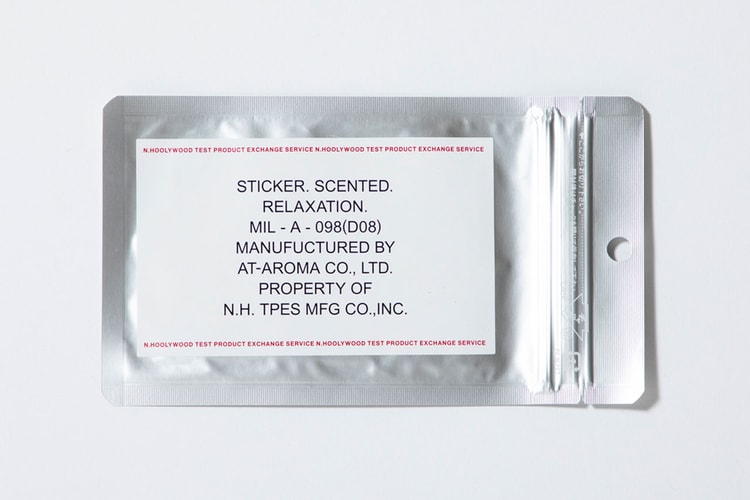 N.HOOLYWOOD TEST PRODUCT EXCHANGE SERVICE N.HOOLYWOOD TEST PRODUCT EXCHANGE SERVICE
STICKER. SCENTED.
RELAXATION.
MIL - A - 098(D08)
MANUFUCTURED BY
AT-AROMA CO., LTD.
PROPERTY OF
N.H. TPES MFG CO.,INC.
N.HOOLYWOOD TEST PRODUCT EXCHANGE SERVICE N.HOOLYWOOD TEST PRODUCT EXCHANGE SERVICE